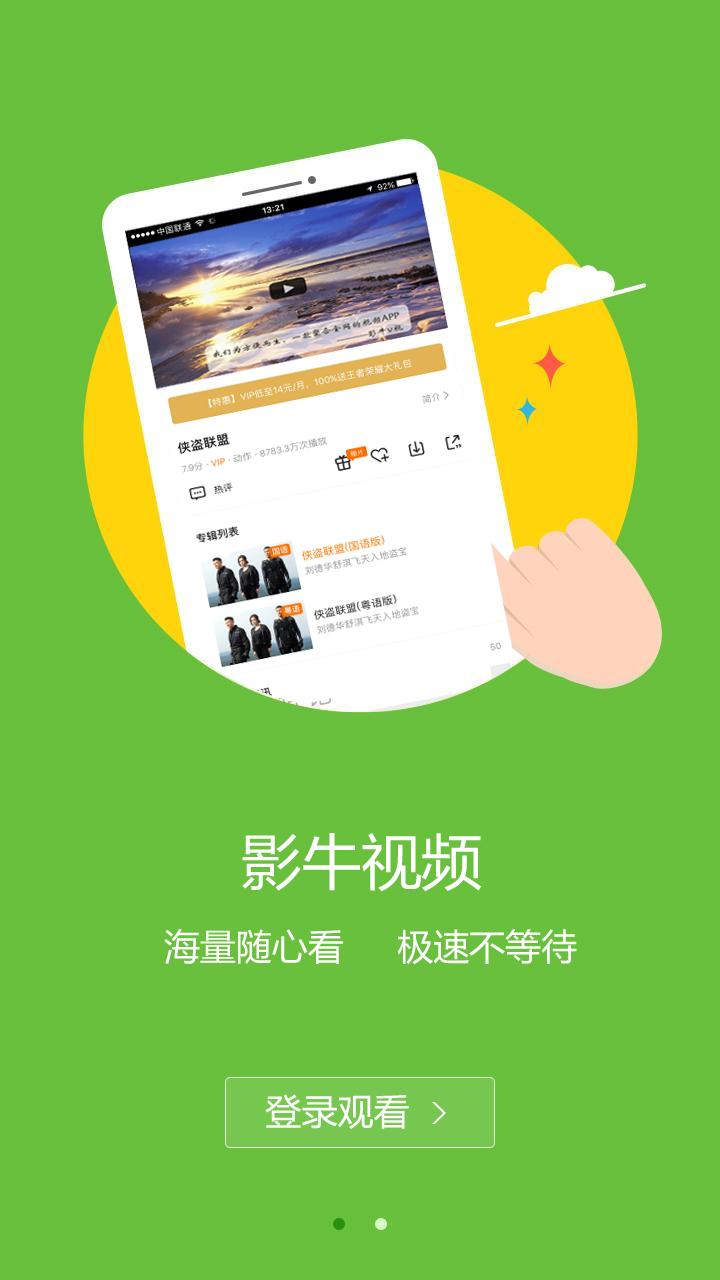 中国联通
13:21
92%
我们为方便而生,一款聚合全网的视频APP
——影牛v视
【特惠】VIP低至14元/月,100%送王者荣耀大礼包
侠盗联盟
简介
7.9分 · VIP · 动作 · 8783.3万次播放
热评
专辑列表
国语
侠盗联盟(国语版)
刘德华舒淇飞天入地盗宝
粤语
侠盗联盟(粤语版)
刘德华舒淇飞天入地盗宝
50
讯
影牛视频
海量随心看 极速不等待
登录观看